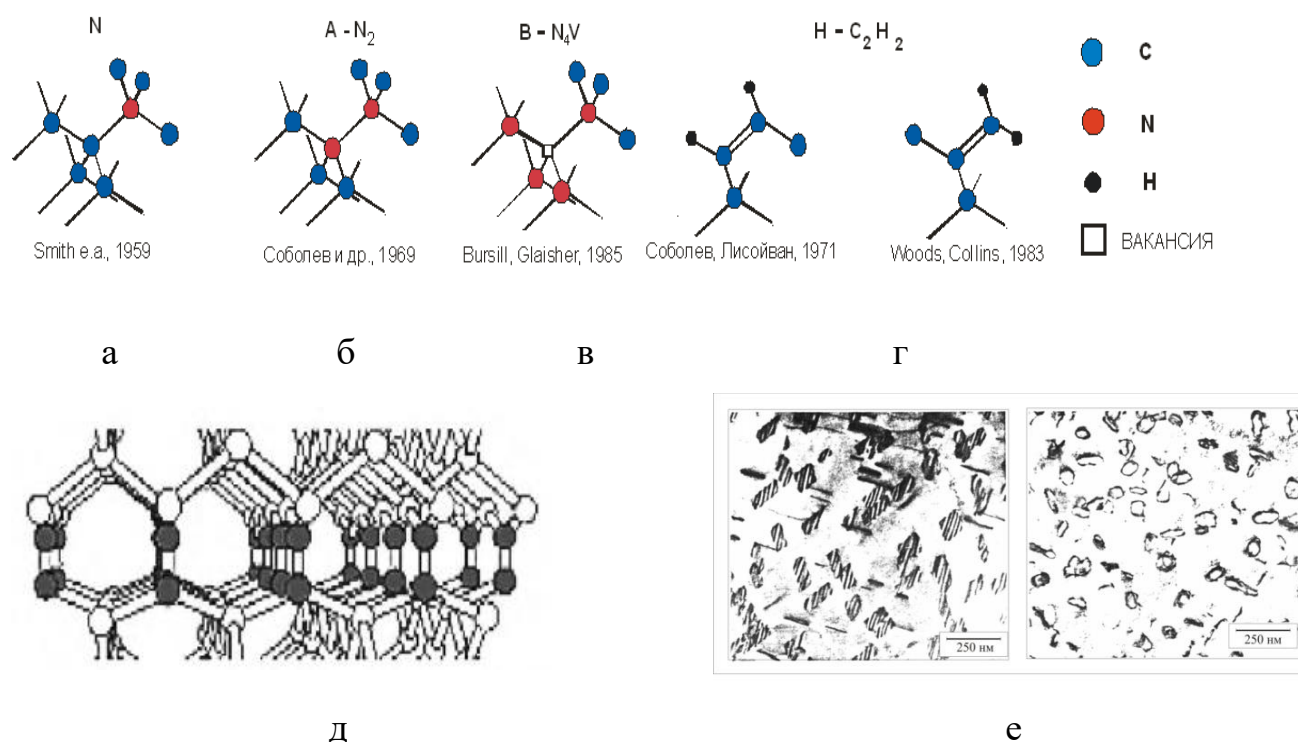 N
A - N₂
B - N₄V
H - C₂H₂
C
N
H
ВАКАНСИЯ
Smith e.a., 1959
Соболев и др., 1969
Bursill, Glaisher, 1985
Соболев, Лисойван, 1971
Woods, Collins, 1983
а
б
в
г
250 нм
250 нм
д
е